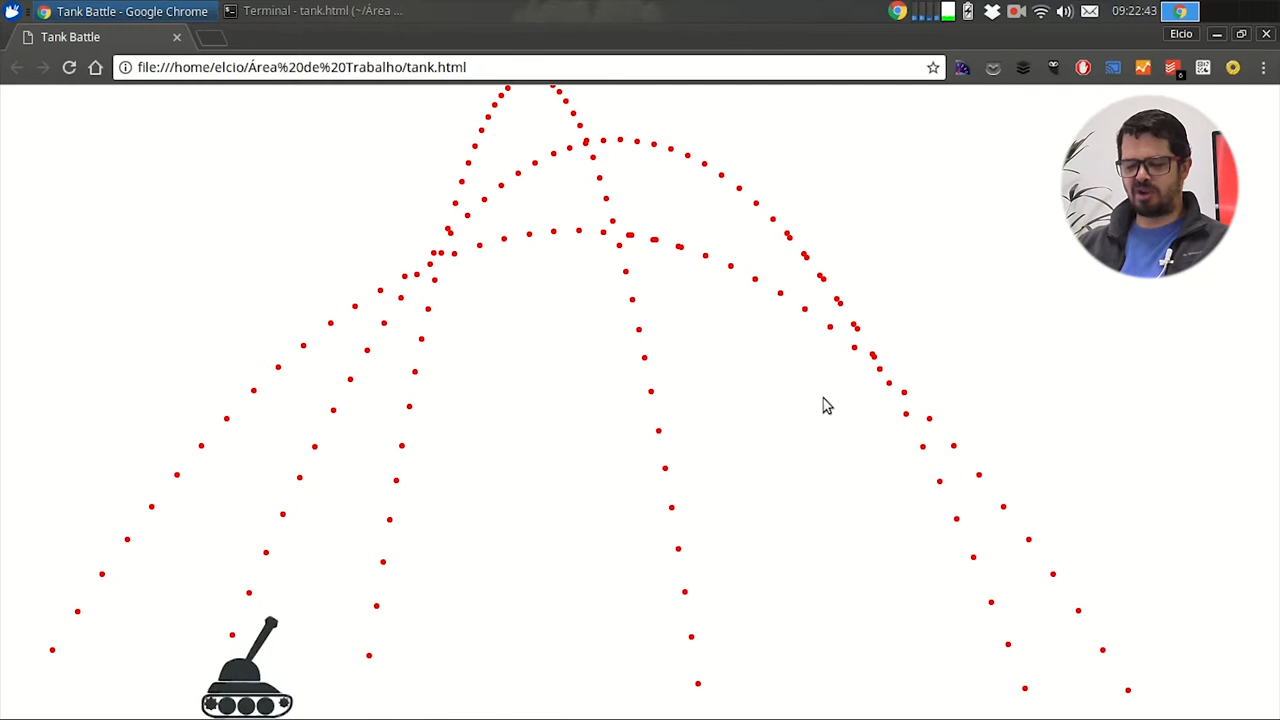 Tank Battle - Google Chrome
Terminal - tank.html (~/Área ...
09:22:43
Tank Battle
Elcio
file:///home/elcio/Área%20de%20Trabalho/tank.html
6